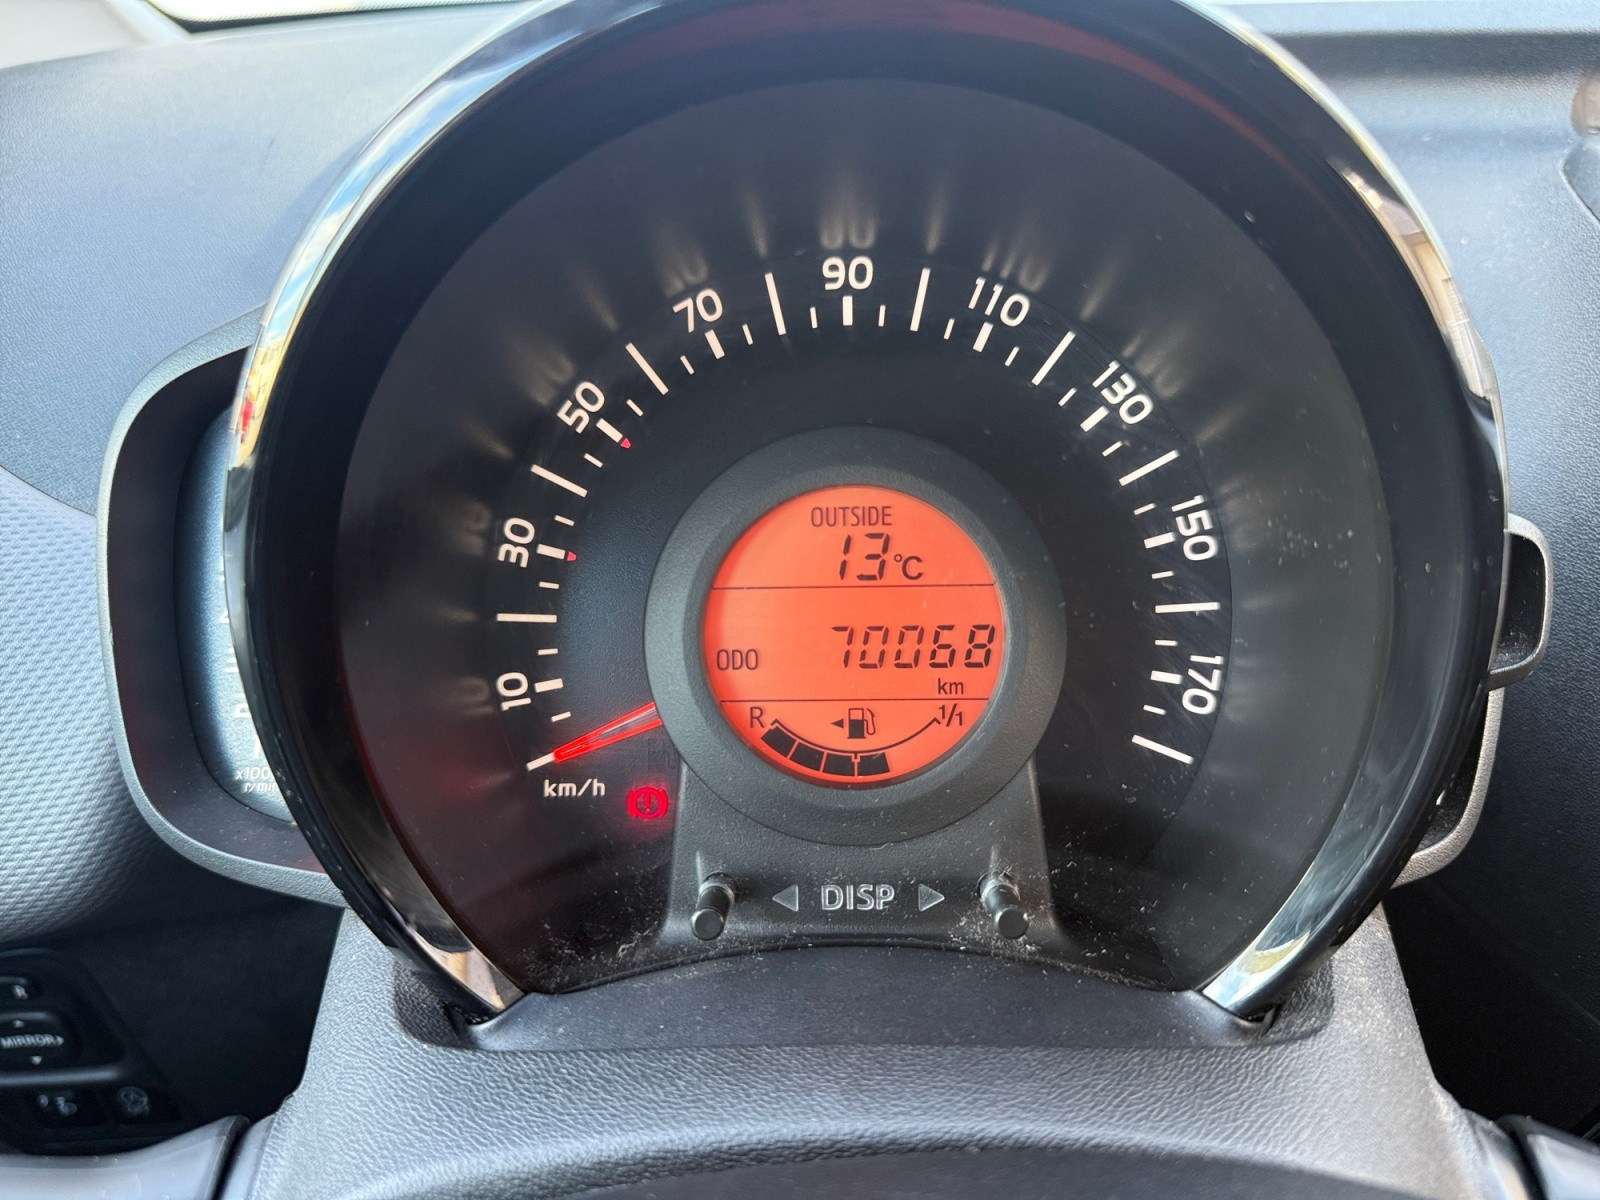 10
30
50
70
90
110
130
150
170
km/h
OUTSIDE
13°C
ODO 70068
km
R 1/1
x100
r/min
◄ DISP ►
MIRROR